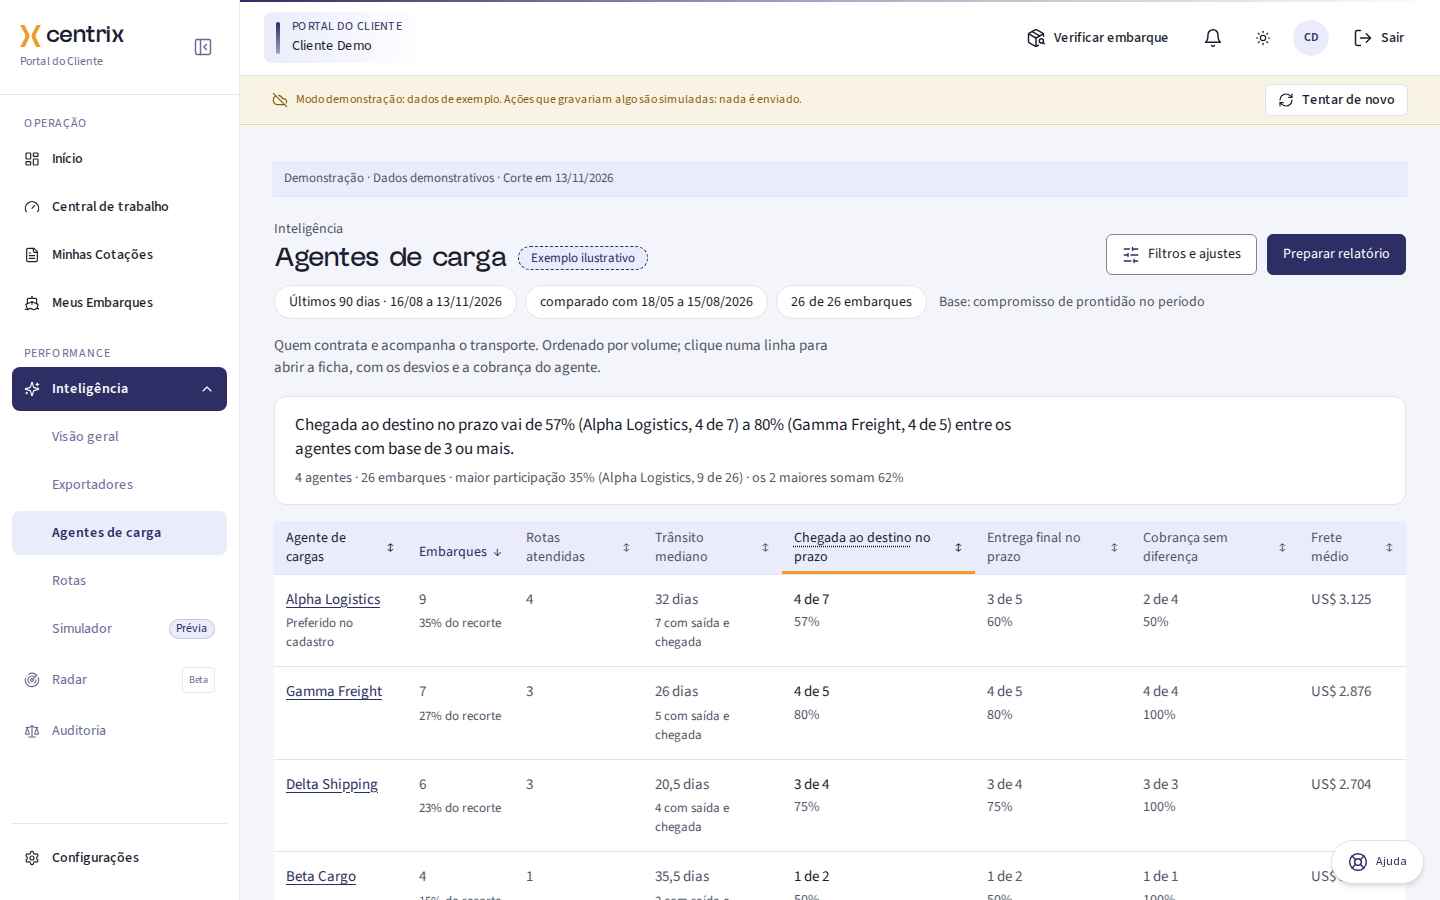 centrix
Portal do Cliente
OPERAÇÃO
Início
Central de trabalho
Minhas Cotações
Meus Embarques
PERFORMANCE
Inteligência
Visão geral
Exportadores
Agentes de carga
Rotas
Simulador Prévia
Radar Beta
Auditoria
Configurações
PORTAL DO CLIENTE
Cliente Demo
Verificar embarque
CD
Sair
Modo demonstração: dados de exemplo. Ações que gravariam algo são simuladas: nada é enviado.
Tentar de novo
Demonstração · Dados demonstrativos · Corte em 13/11/2026
Inteligência
Agentes de carga
Exemplo ilustrativo
Filtros e ajustes
Preparar relatório
Últimos 90 dias · 16/08 a 13/11/2026
comparado com 18/05 a 15/08/2026
26 de 26 embarques
Base: compromisso de prontidão no período
Quem contrata e acompanha o transporte. Ordenado por volume; clique numa linha para
abrir a ficha, com os desvios e a cobrança do agente.
Chegada ao destino no prazo vai de 57% (Alpha Logistics, 4 de 7) a 80% (Gamma Freight, 4 de 5) entre os
agentes com base de 3 ou mais.
4 agentes · 26 embarques · maior participação 35% (Alpha Logistics, 9 de 26) · os 2 maiores somam 62%
Agente de
cargas
Embarques ↓
Rotas
atendidas
Trânsito
mediano
Chegada ao destino no
prazo
Entrega final no
prazo
Cobrança sem
diferença
Frete
médio
Alpha Logistics
Preferido no
cadastro
9
35% do recorte
4
32 dias
7 com saída e
chegada
4 de 7
57%
3 de 5
60%
2 de 4
50%
US$ 3.125
Gamma Freight
7
27% do recorte
3
26 dias
5 com saída e
chegada
4 de 5
80%
4 de 5
80%
4 de 4
100%
US$ 2.876
Delta Shipping
6
23% do recorte
3
20,5 dias
4 com saída e
chegada
3 de 4
75%
3 de 4
75%
3 de 3
100%
US$ 2.704
Beta Cargo
4
15% do recorte
1
35,5 dias
1 de 2
50%
1 de 2
50%
1 de 1
100%
US$
Ajuda